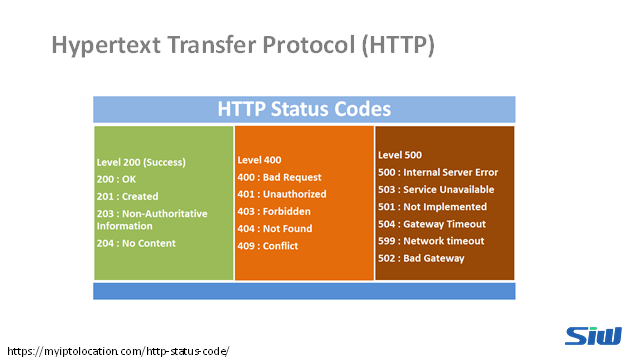 Hypertext Transfer Protocol (HTTP)
HTTP Status Codes
Level 200 (Success)
200 : OK
201 : Created
203 : Non-Authoritative
Information
204 : No Content
Level 400
400 : Bad Request
401 : Unauthorized
403 : Forbidden
404 : Not Found
409 : Conflict
Level 500
500 : Internal Server Error
503 : Service Unavailable
501 : Not Implemented
504 : Gateway Timeout
599 : Network timeout
502 : Bad Gateway
SiW
https://myiptolocation.com/http-status-code/